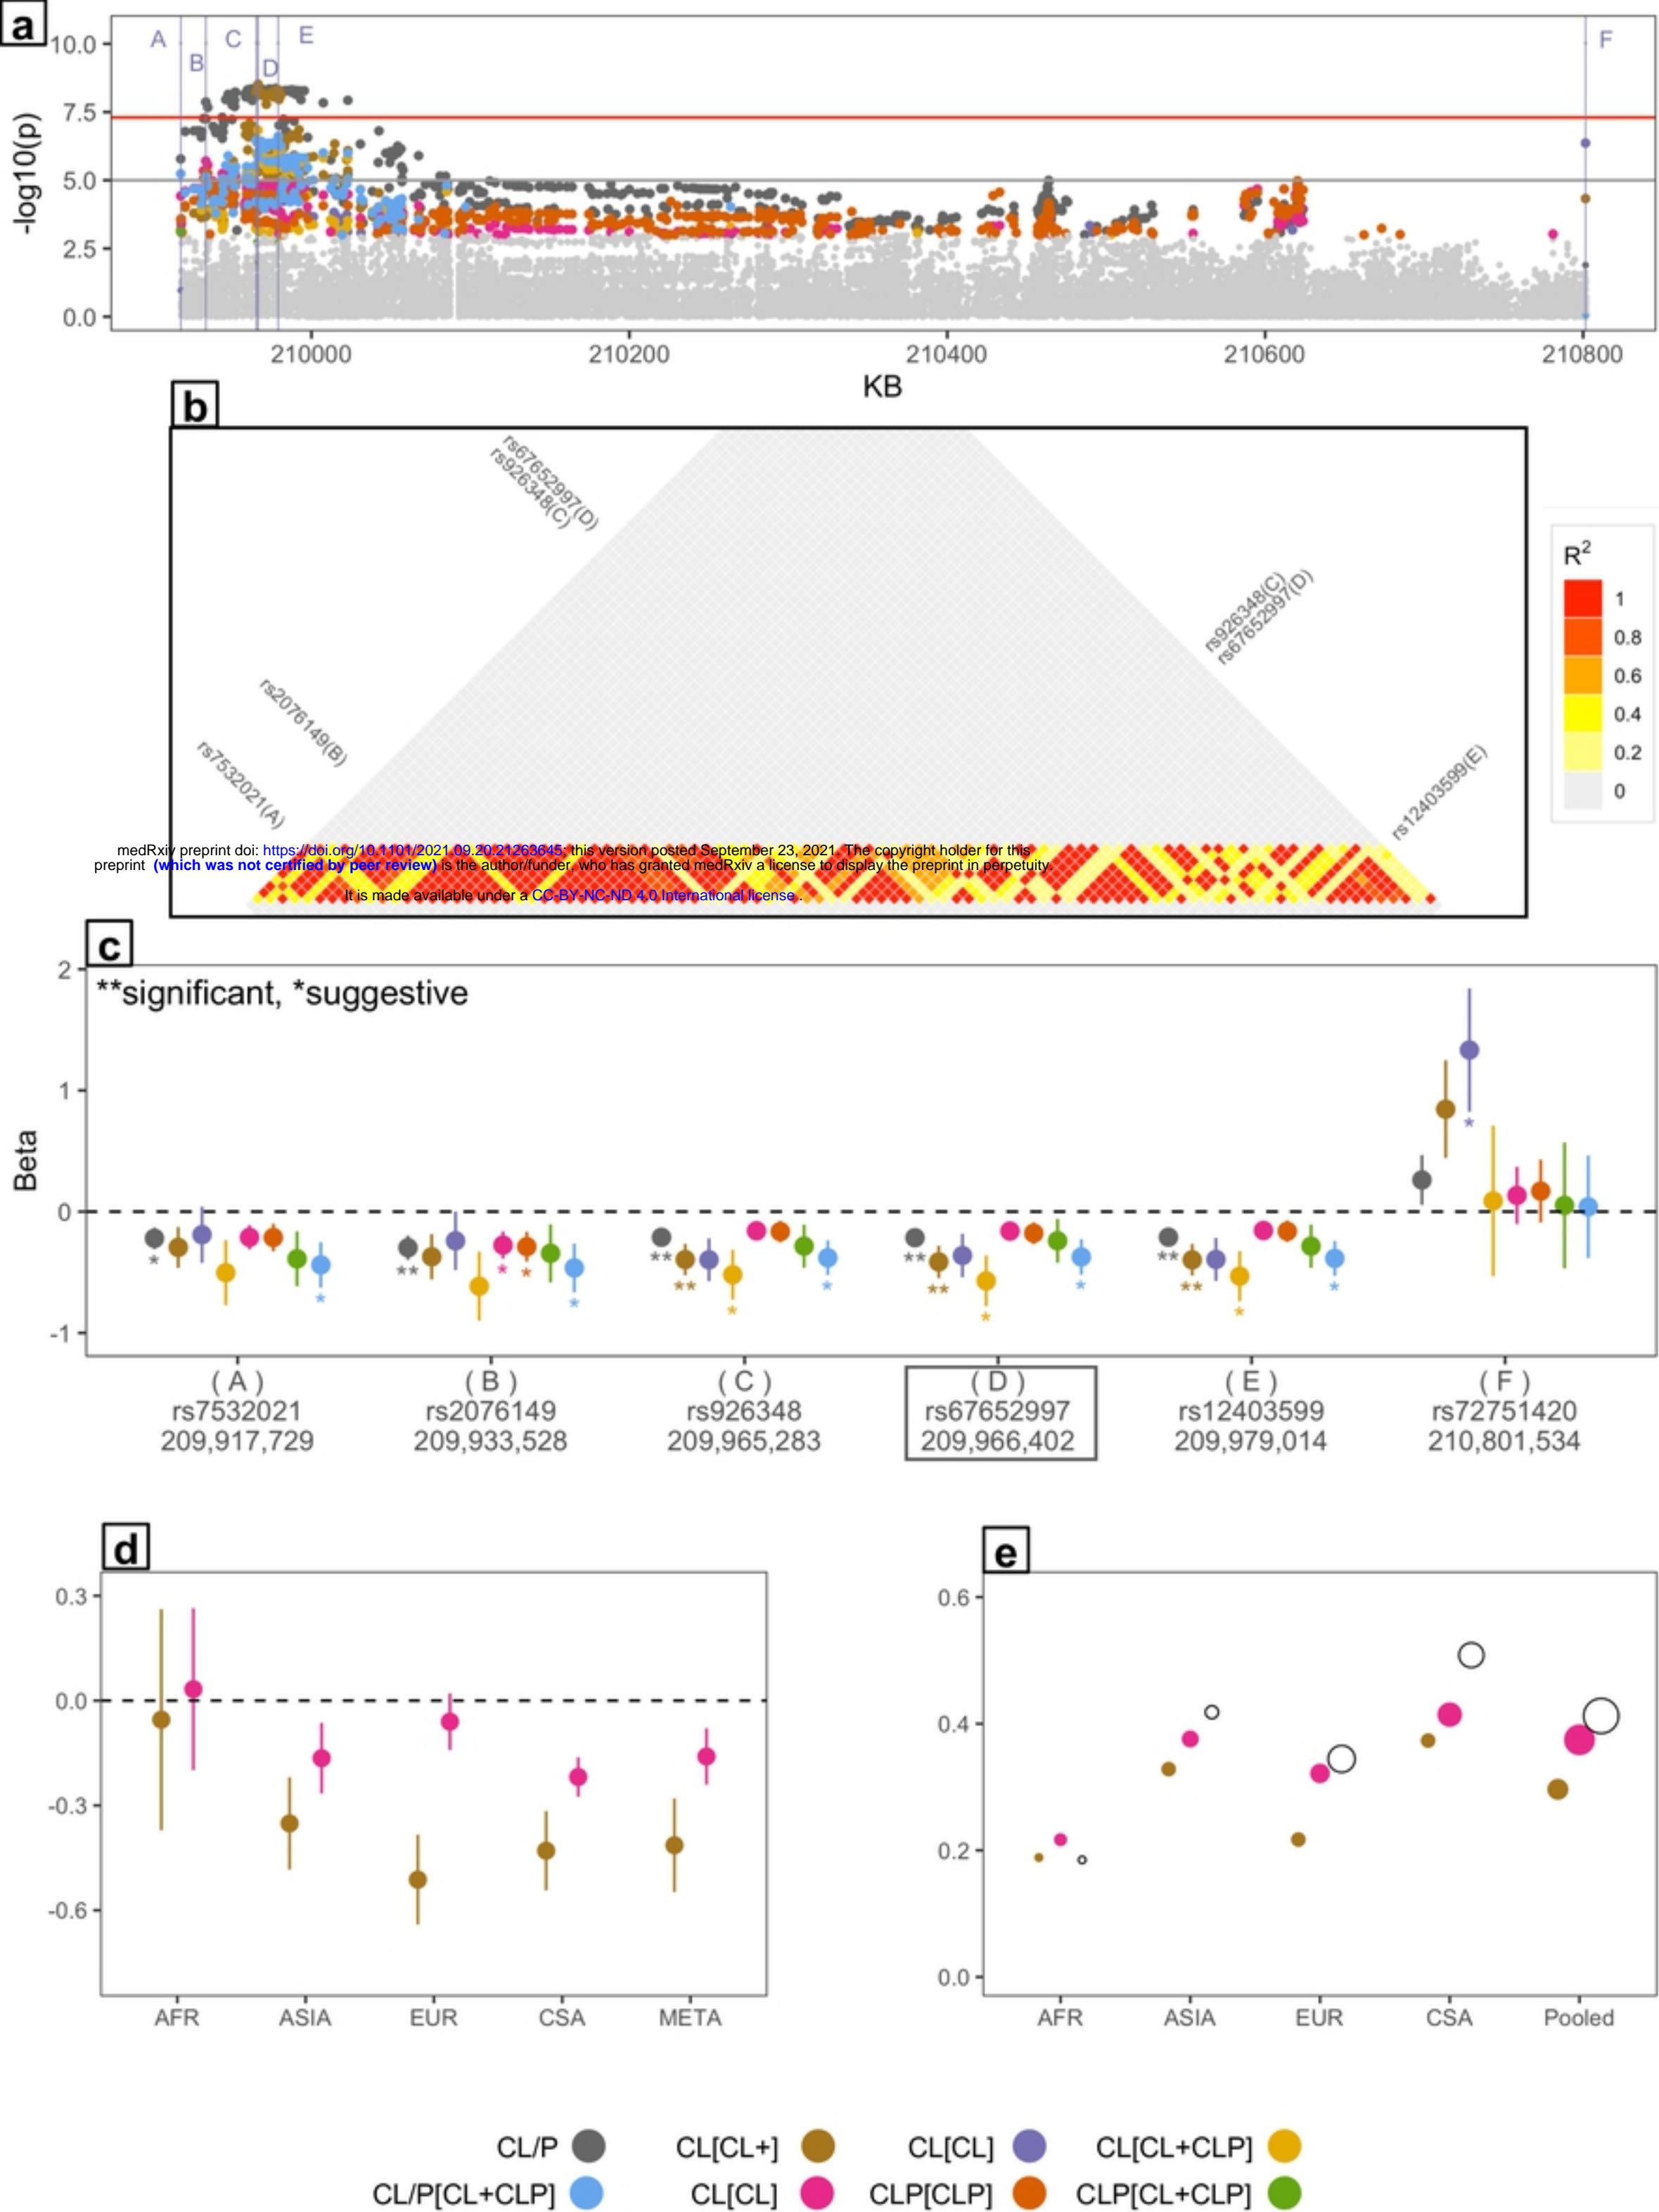 a
A
B
C
D
E
F
10.0
7.5
5.0
2.5
0.0
-log10(p)
210000
210200
210400
210600
210800
KB
b
rs67652997(D)
rs926348(C)
rs2076149(B)
rs7532021(A)
rs926348(C)
rs67652997(D)
rs12403599(E)
R2
1
0.8
0.6
0.4
0.2
0
medRxiv preprint doi: https://doi.org/10.1101/2021.09.20.21263645; this version posted September 23, 2021. The copyright holder for this
preprint (which was not certified by peer review) is the author/funder, who has granted medRxiv a license to display the preprint in perpetuity.
It is made available under a CC-BY-NC-ND 4.0 International license .
c
**significant, *suggestive
2
1
0
-1
Beta
* * ** * * * ** ** * * ** ** * * ** ** * * *
( A ) ( B ) ( C ) ( D ) ( E ) ( F )
rs7532021 rs2076149 rs926348 rs67652997 rs12403599 rs72751420
209,917,729 209,933,528 209,965,283 209,966,402 209,979,014 210,801,534
d
0.3
0.0
-0.3
-0.6
AFR ASIA EUR CSA META
e
0.6
0.4
0.2
0.0
AFR ASIA EUR CSA Pooled
CL/P CL[CL+] CL[CL] CL[CL+CLP]
CL/P[CL+CLP] CL[CL] CLP[CLP] CLP[CL+CLP]